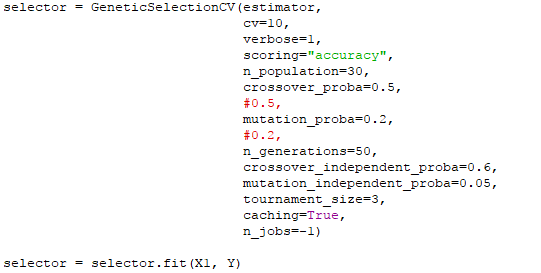 selector = GeneticSelectionCV(estimator,
                              cv=10,
                              verbose=1,
                              scoring="accuracy",
                              n_population=30,
                              crossover_proba=0.5,
                              #0.5,
                              mutation_proba=0.2,
                              #0.2,
                              n_generations=50,
                              crossover_independent_proba=0.6,
                              mutation_independent_proba=0.05,
                              tournament_size=3,
                              caching=True,
                              n_jobs=-1)
selector = selector.fit(X1, Y)